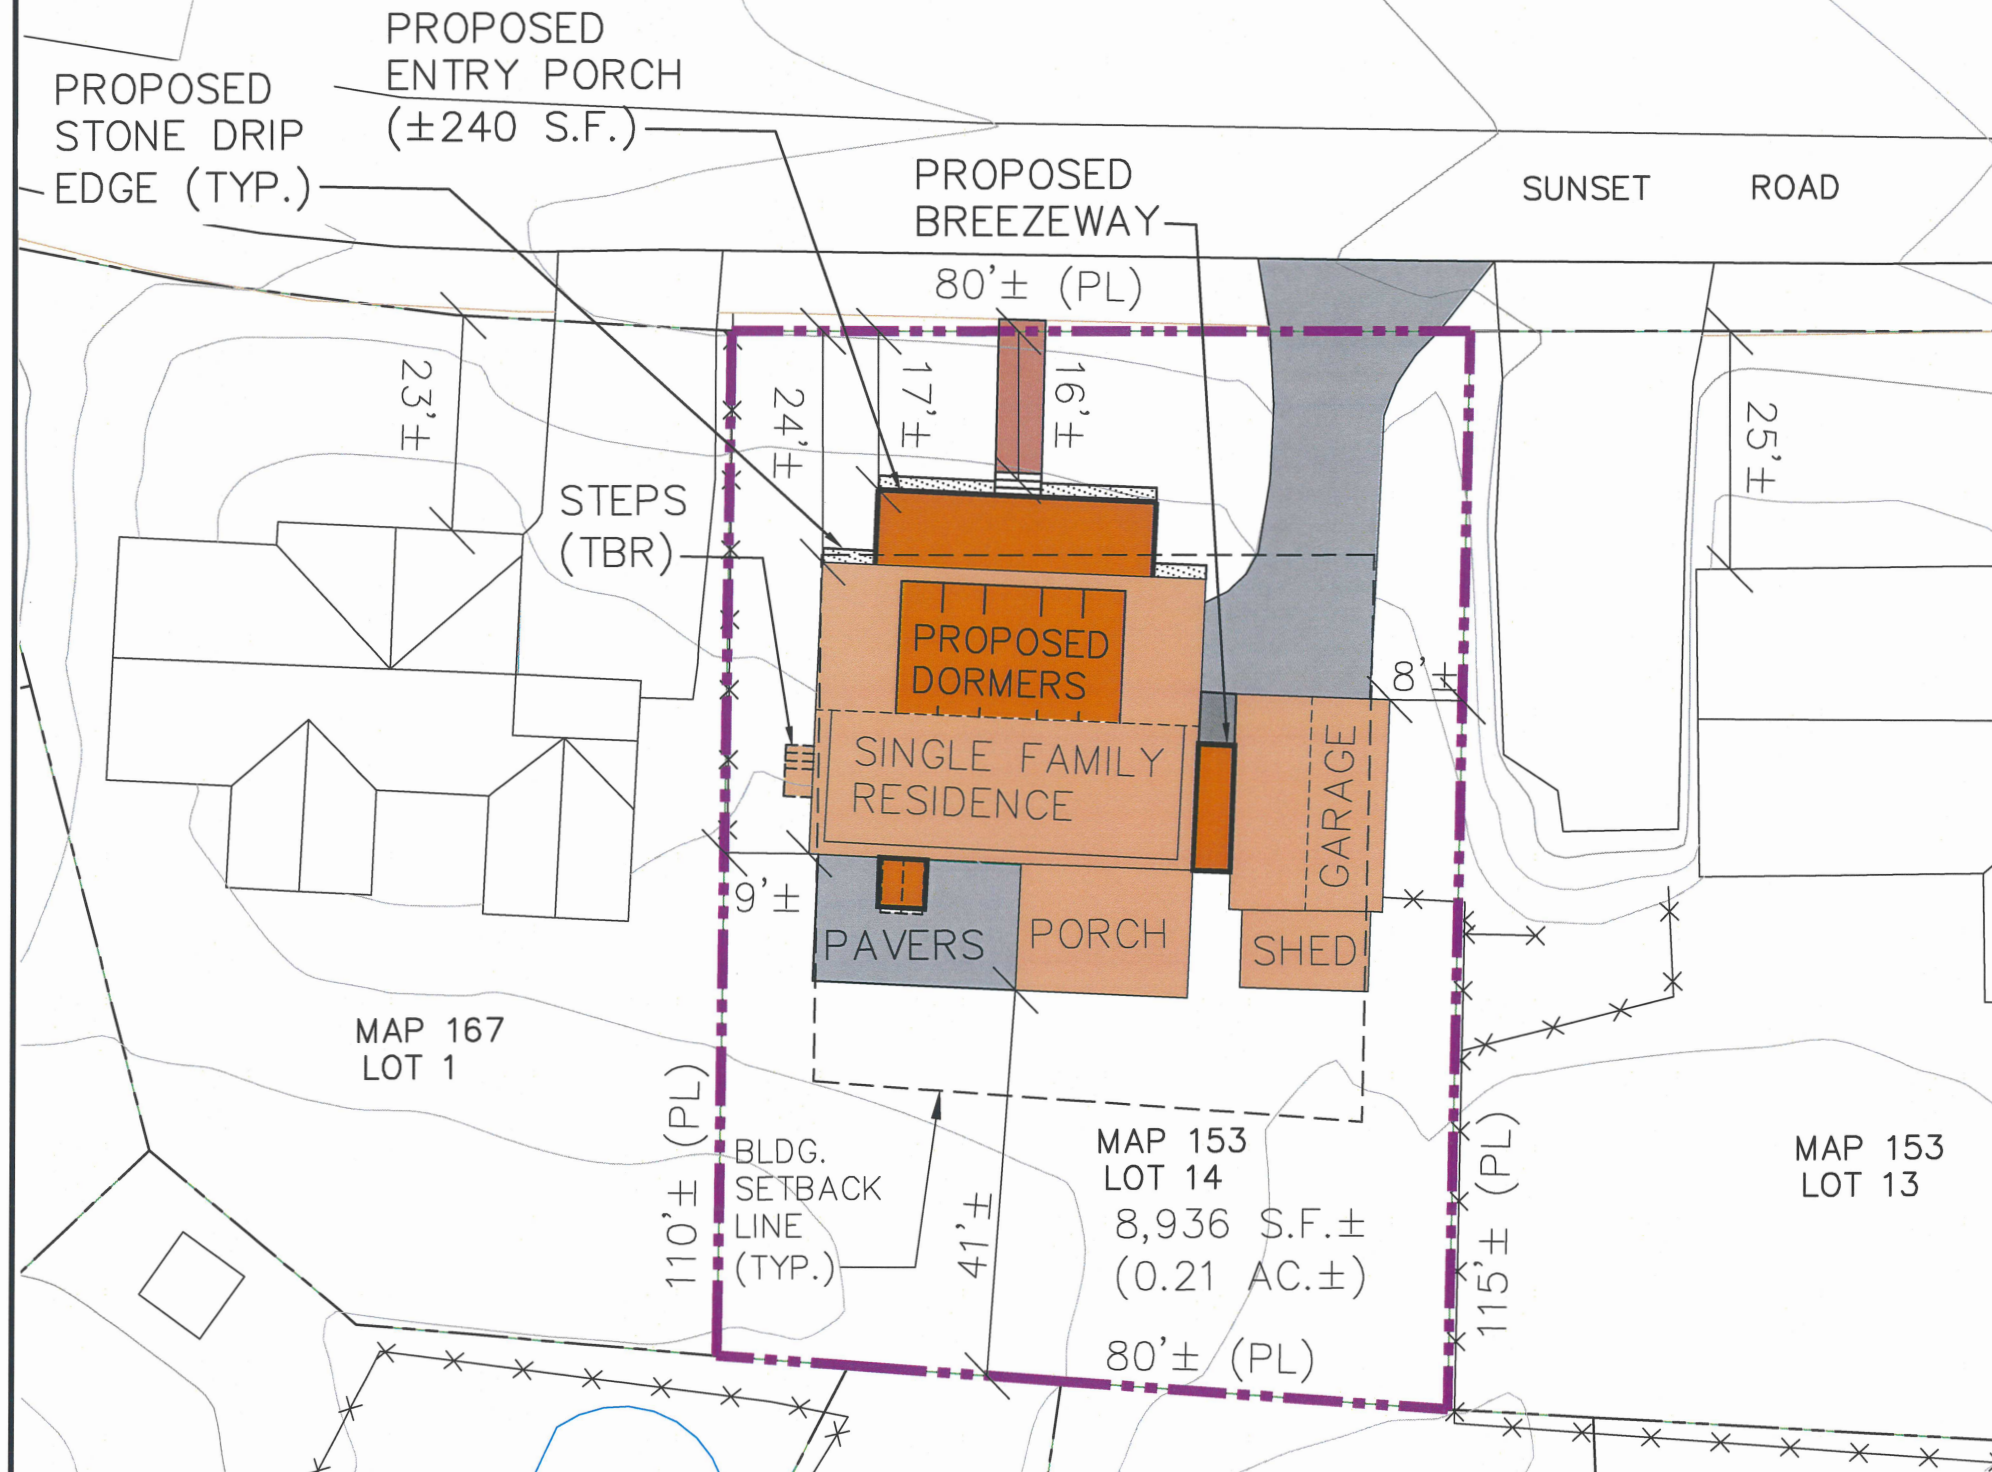 PROPOSED
ENTRY PORCH
(±240 S.F.)
PROPOSED
STONE DRIP
EDGE (TYP.)
PROPOSED
BREEZEWAY
SUNSET ROAD
80'± (PL)
23'±
24'±
17'±
16'±
25'±
STEPS
(TBR)
PROPOSED
DORMERS
8'±
SINGLE FAMILY
RESIDENCE
GARAGE
9'±
PAVERS
PORCH
SHED
MAP 167
LOT 1
110'± (PL)
BLDG.
SETBACK
LINE
(TYP.)
41'±
MAP 153
LOT 14
8,936 S.F.±
(0.21 AC.±)
80'± (PL)
115'± (PL)
MAP 153
LOT 13